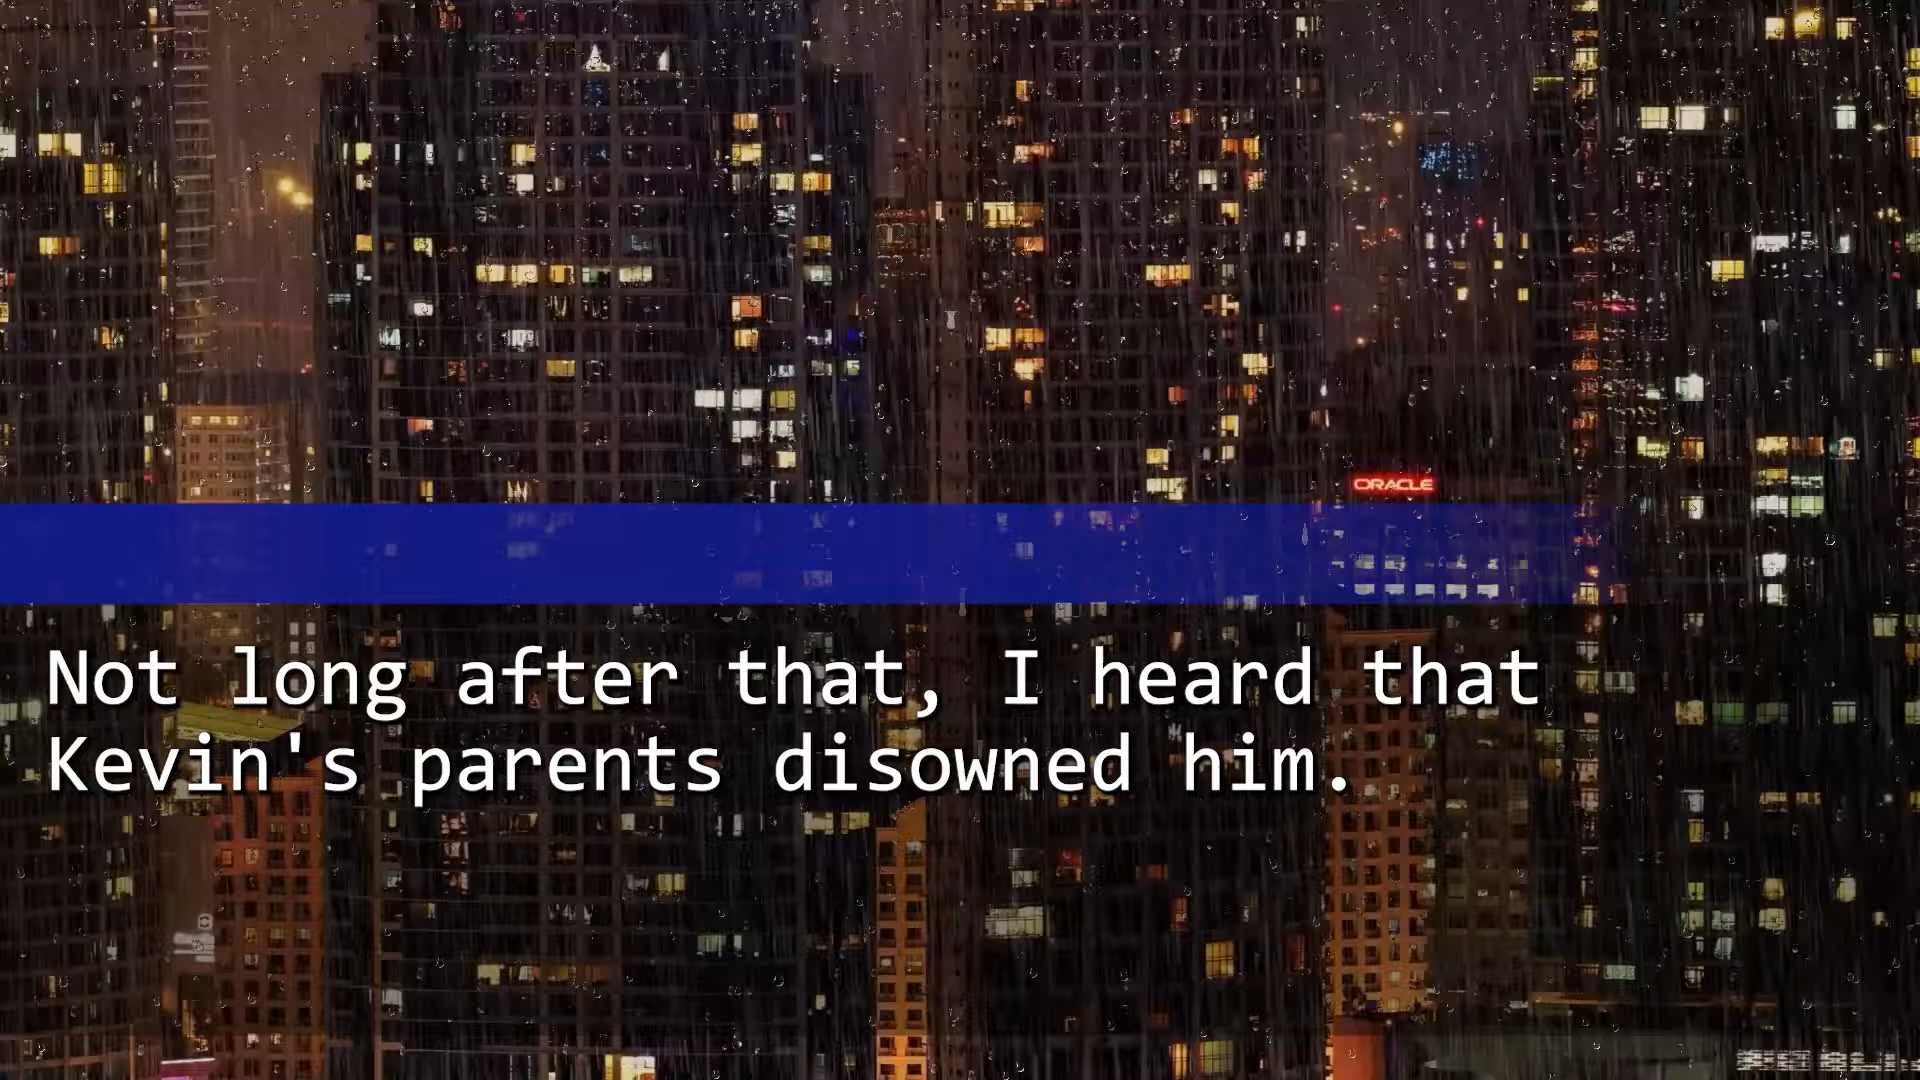 ORACLE
Not long after that, I heard that
Kevin's parents disowned him.